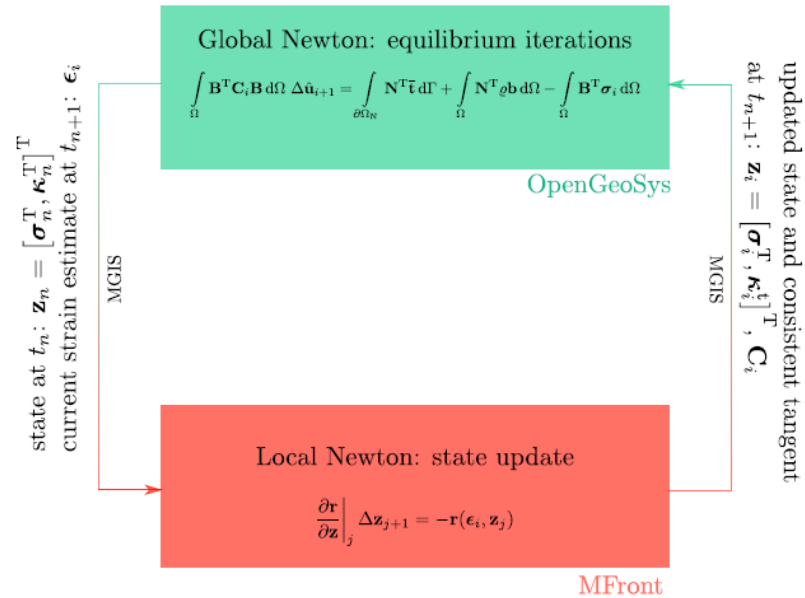 Global Newton: equilibrium iterations
∫_Ω B^T C_i B dΩ Δû_{i+1} = ∫_{∂Ω_N} N^T t̄ dΓ + ∫_Ω N^T ϱb dΩ − ∫_Ω B^T σ_i dΩ
OpenGeoSys
state at t_n: z_n = [σ_n^T, κ_n^T]^T
current strain estimate at t_{n+1}: ϵ_i
MGIS
updated state and consistent tangent
at t_{n+1}: z_i = [σ_i^T, κ_i^t]^T, C_i
MGIS
Local Newton: state update
∂r/∂z|_j Δz_{j+1} = −r(ϵ_i, z_j)
MFront